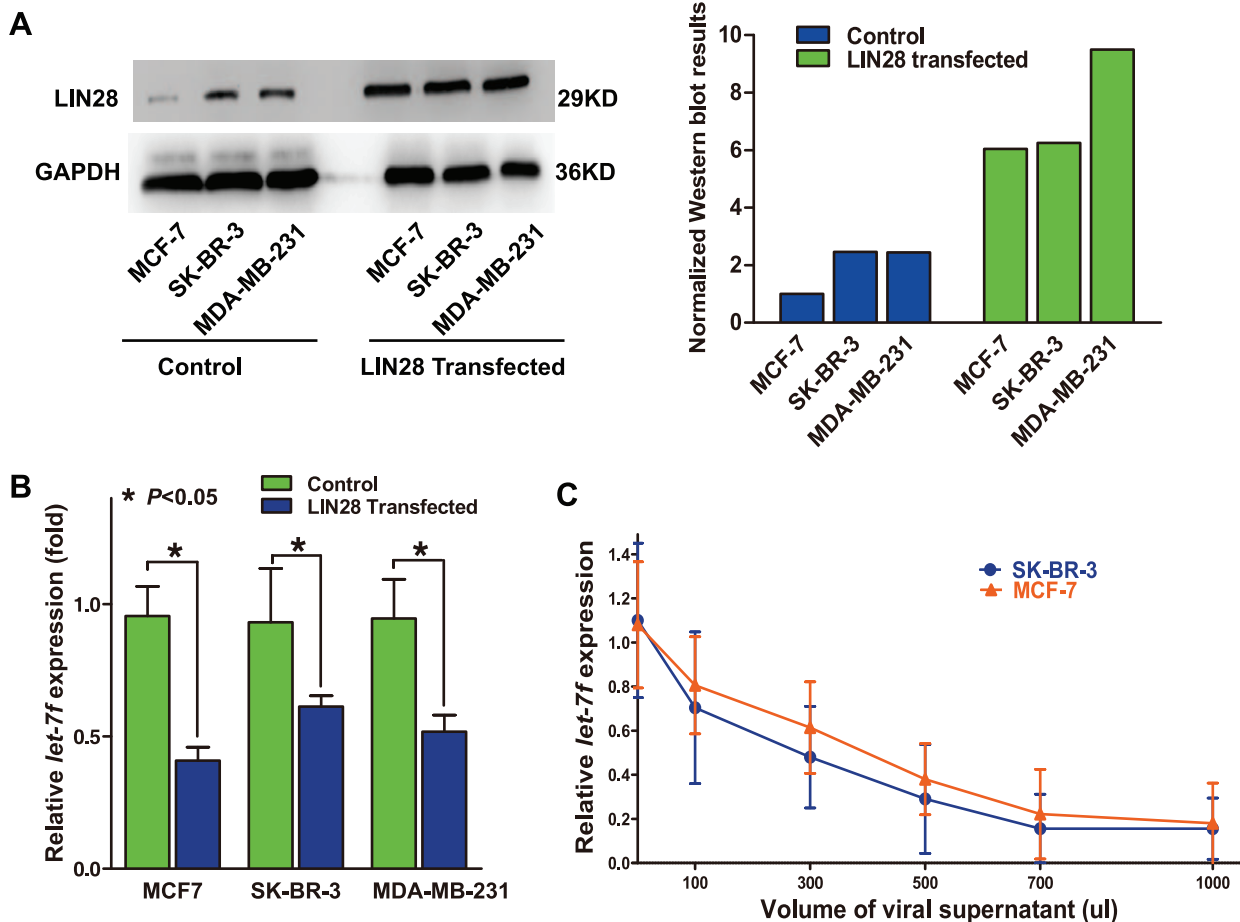 A
LIN28
29KD
GAPDH
36KD
MCF-7
SK-BR-3
MDA-MB-231
MCF-7
SK-BR-3
MDA-MB-231
Control
LIN28 Transfected
Control
LIN28 transfected
Normalized Western blot results
10
8
6
4
2
0
MCF-7
SK-BR-3
MDA-MB-231
MCF-7
SK-BR-3
MDA-MB-231
B
* P<0.05
Control
LIN28 Transfected
Relative let-7f expression (fold)
1.0
0.5
0.0
*
*
*
MCF7
SK-BR-3
MDA-MB-231
C
SK-BR-3
MCF-7
Relative let-7f expression
1.4
1.2
1.0
0.8
0.6
0.4
0.2
0.0
100
300
500
700
1000
Volume of viral supernatant (ul)